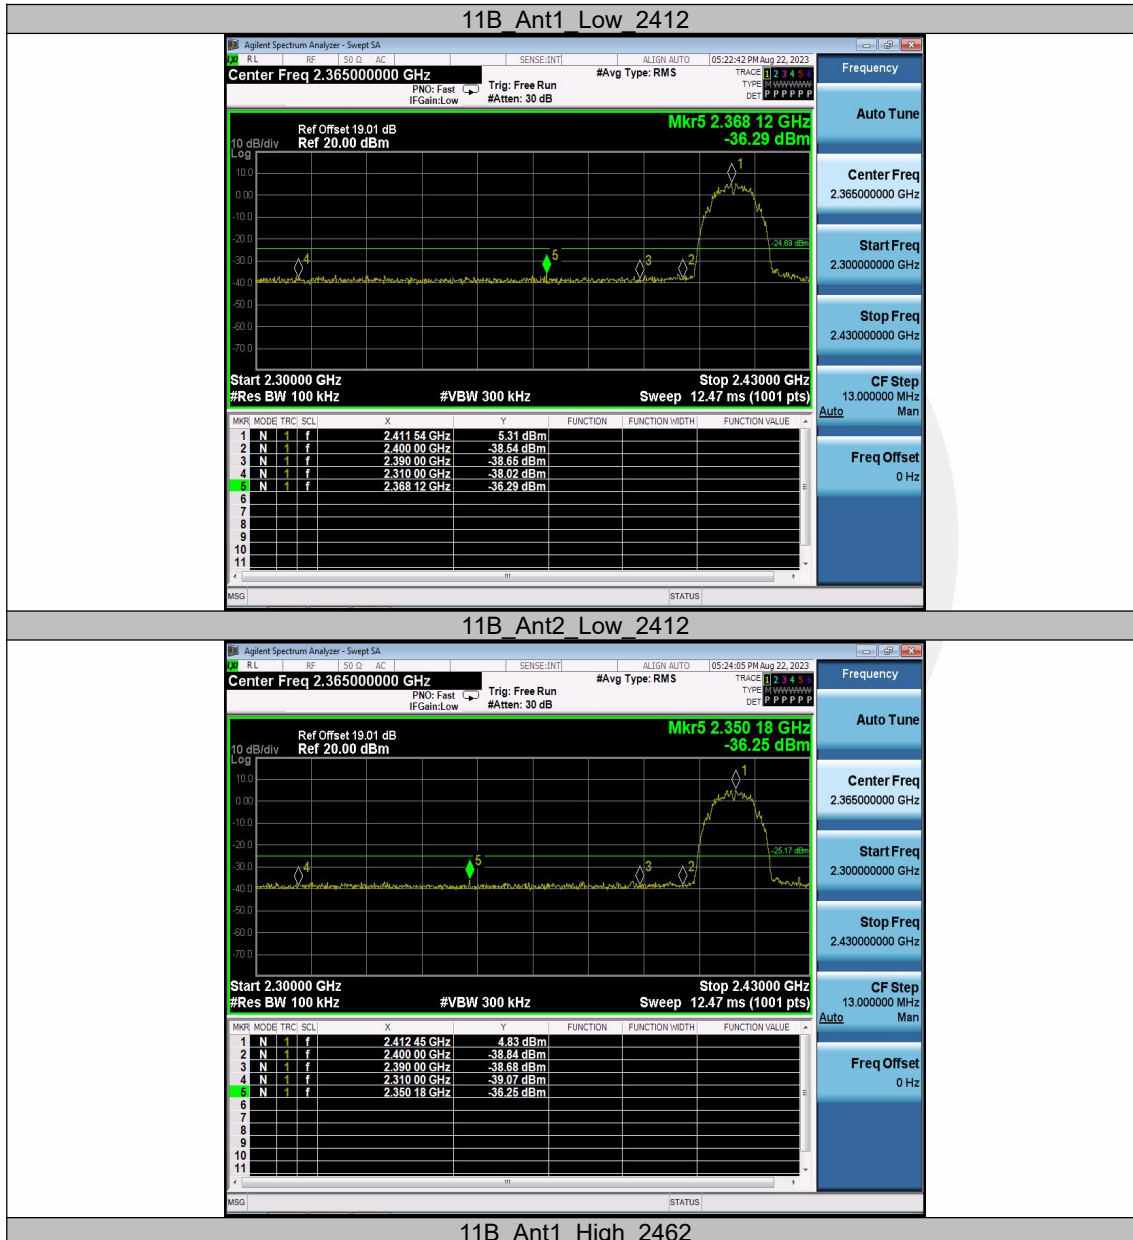 11B_Ant1_Low_2412
Agilent Spectrum Analyzer - Swept SA
RL RF 50 Ω AC SENSE:INT ALIGN AUTO 05:22:42 PM Aug 22, 2023
Center Freq 2.365000000 GHz
#Avg Type: RMS
TRACE 1 2 3 4 5 6
PNO: Fast Trig: Free Run
TYPE M WWWWW
IFGain:Low #Atten: 30 dB
DET P P P P P P
Frequency
Auto Tune
Center Freq
2.365000000 GHz
Start Freq
2.300000000 GHz
Stop Freq
2.430000000 GHz
CF Step
13.000000 MHz
Auto Man
Freq Offset
0 Hz
Mkr5 2.368 12 GHz
-36.29 dBm
Ref Offset 19.01 dB
10 dB/div Ref 20.00 dBm
Log
10.0
0.00
-10.0
-20.0
-30.0
-40.0
-50.0
-60.0
-70.0
1
-24.69 dBm
4
5
3
2
Start 2.30000 GHz Stop 2.43000 GHz
#Res BW 100 kHz #VBW 300 kHz Sweep 12.47 ms (1001 pts)
MKR MODE TRC SCL X Y FUNCTION FUNCTION WIDTH FUNCTION VALUE
1 N 1 f 2.411 54 GHz 5.31 dBm
2 N 1 f 2.400 00 GHz -38.54 dBm
3 N 1 f 2.390 00 GHz -38.65 dBm
4 N 1 f 2.310 00 GHz -38.02 dBm
5 N 1 f 2.368 12 GHz -36.29 dBm
6
7
8
9
10
11
MSG STATUS
11B_Ant2_Low_2412
Agilent Spectrum Analyzer - Swept SA
RL RF 50 Ω AC SENSE:INT ALIGN AUTO 05:24:05 PM Aug 22, 2023
Center Freq 2.365000000 GHz
#Avg Type: RMS
TRACE 1 2 3 4 5 6
PNO: Fast Trig: Free Run
TYPE M WWWWW
IFGain:Low #Atten: 30 dB
DET P P P P P P
Frequency
Auto Tune
Center Freq
2.365000000 GHz
Start Freq
2.300000000 GHz
Stop Freq
2.430000000 GHz
CF Step
13.000000 MHz
Auto Man
Freq Offset
0 Hz
Mkr5 2.350 18 GHz
-36.25 dBm
Ref Offset 19.01 dB
10 dB/div Ref 20.00 dBm
Log
10.0
0.00
-10.0
-20.0
-30.0
-40.0
-50.0
-60.0
-70.0
1
-25.17 dBm
4
5
3
2
Start 2.30000 GHz Stop 2.43000 GHz
#Res BW 100 kHz #VBW 300 kHz Sweep 12.47 ms (1001 pts)
MKR MODE TRC SCL X Y FUNCTION FUNCTION WIDTH FUNCTION VALUE
1 N 1 f 2.412 45 GHz 4.83 dBm
2 N 1 f 2.400 00 GHz -38.84 dBm
3 N 1 f 2.390 00 GHz -38.68 dBm
4 N 1 f 2.310 00 GHz -39.07 dBm
5 N 1 f 2.350 18 GHz -36.25 dBm
6
7
8
9
10
11
MSG STATUS
11B_Ant1_High_2462